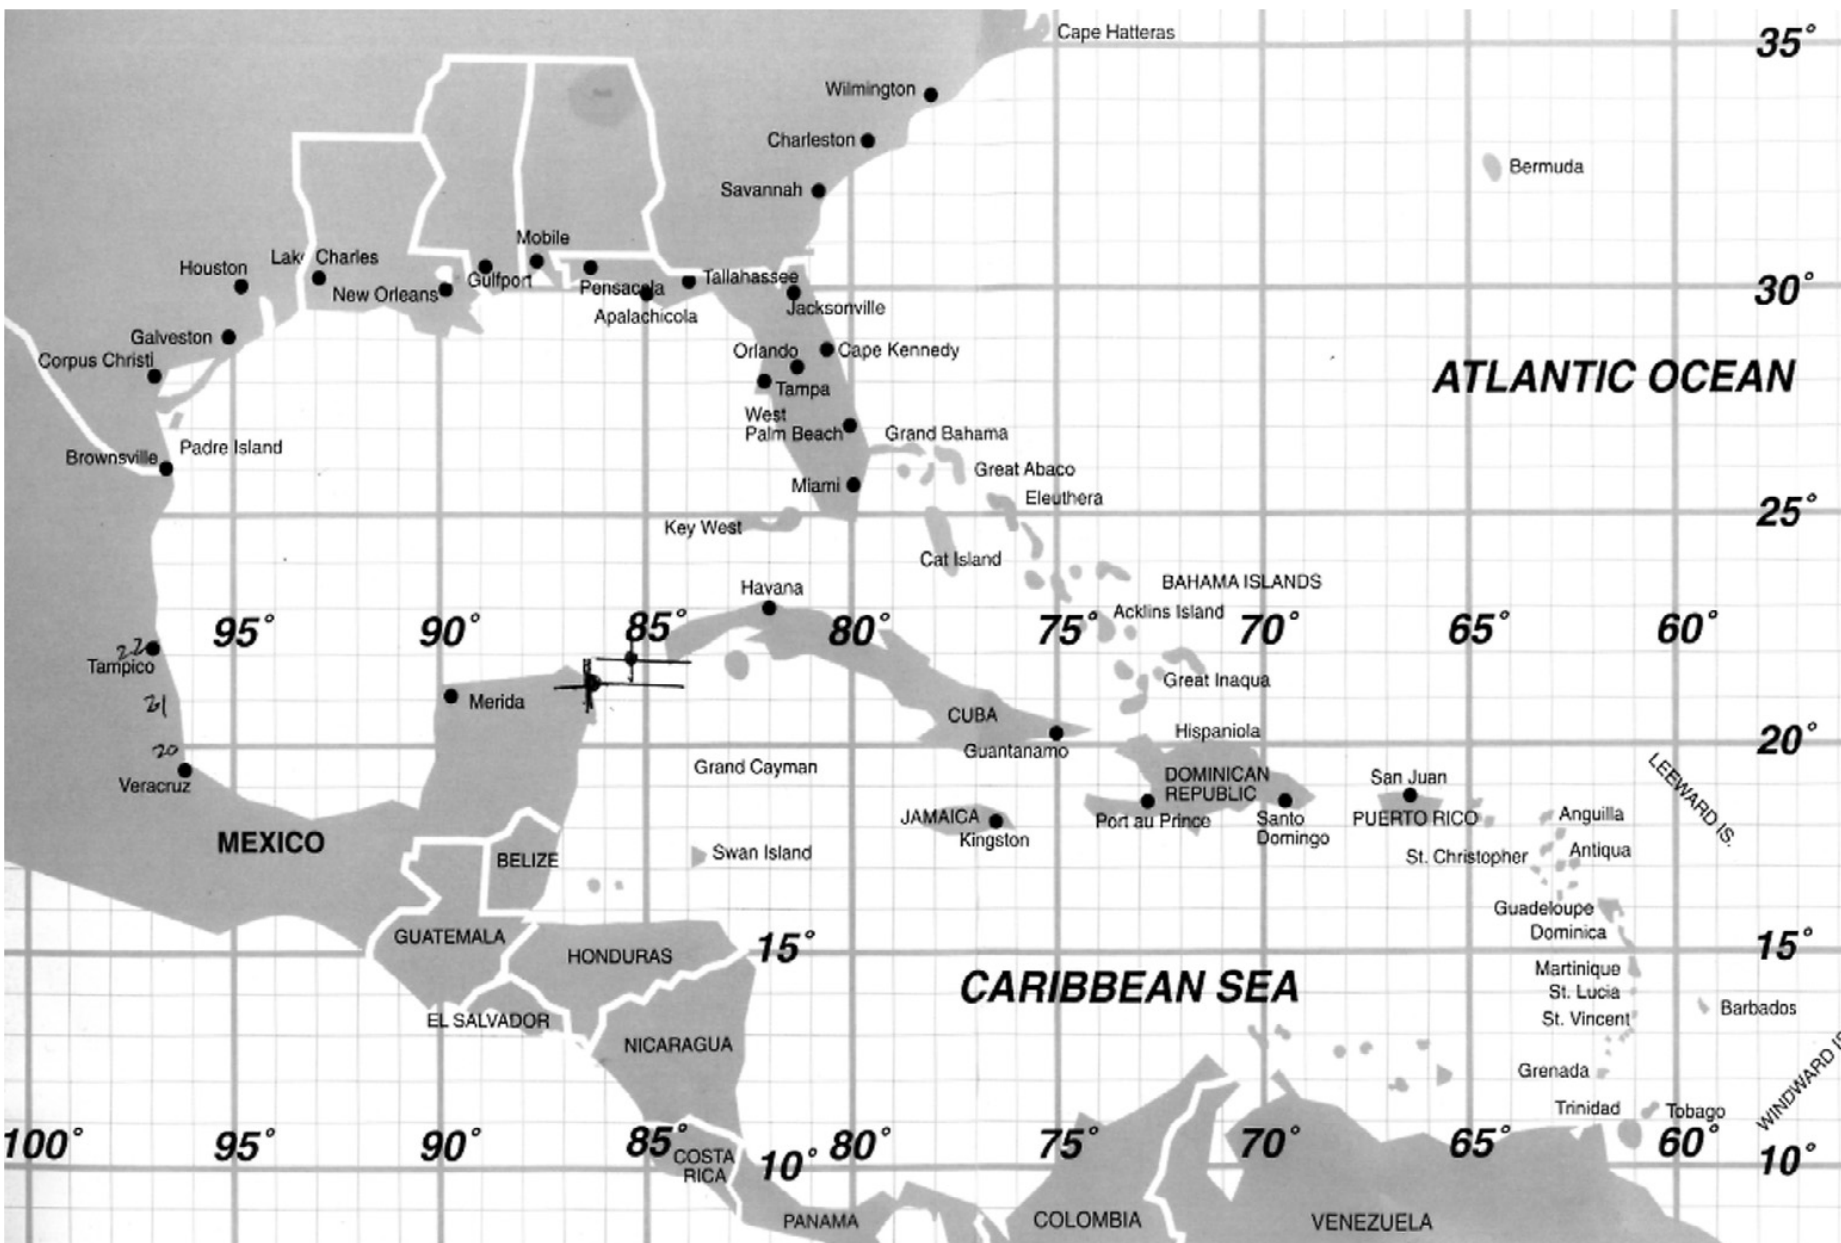 Cape Hatteras
35°
Wilmington
Charleston
Bermuda
Savannah
Mobile
Houston
Lake Charles
Gulfport
Tallahassee
30°
New Orleans
Pensacola
Jacksonville
Apalachicola
Galveston
Corpus Christi
Orlando
Cape Kennedy
ATLANTIC OCEAN
Tampa
West
Palm Beach
Grand Bahama
Padre Island
Brownsville
Great Abaco
Miami
Eleuthera
25°
Key West
Cat Island
BAHAMA ISLANDS
Havana
Acklins Island
95°
90°
85°
80°
75°
70°
65°
60°
22
Tampico
Great Inaqua
21
Merida
CUBA
Hispaniola
20
Guantanamo
20°
Grand Cayman
DOMINICAN
REPUBLIC
San Juan
LEEWARD IS.
Veracruz
JAMAICA
Kingston
Port au Prince
Santo
Domingo
PUERTO RICO
Anguilla
MEXICO
BELIZE
Swan Island
St. Christopher
Antiqua
Guadeloupe
GUATEMALA
HONDURAS
15°
Dominica
15°
Martinique
CARIBBEAN SEA
St. Lucia
EL SALVADOR
St. Vincent
Barbados
NICARAGUA
Grenada
WINDWARD
Trinidad
Tobago
100°
95°
90°
85°
80°
75°
70°
65°
60°
COSTA
RICA
10°
10°
PANAMA
COLOMBIA
VENEZUELA